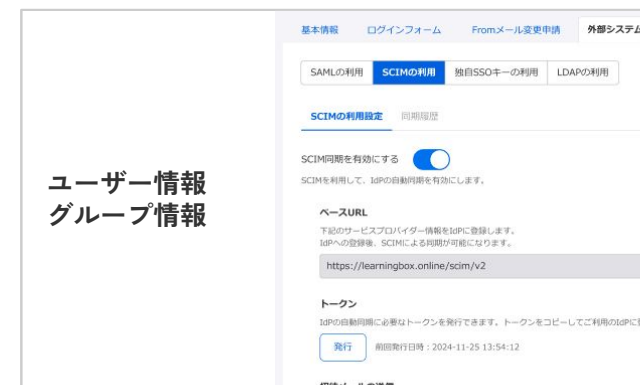 基本情報 ログインフォーム Fromメール変更申請 外部システム
SAMLの利用 SCIMの利用 独自SSOキーの利用 LDAPの利用
SCIMの利用設定 同期履歴
SCIM同期を有効にする
SCIMを利用して、IdPの自動同期を有効にします。
ユーザー情報
グループ情報
ベースURL
下記のサービスプロバイダー情報をIdPに登録します。
IdPへの登録後、SCIMによる同期が可能になります。
https://learningbox.online/scim/v2
トークン
IdPの自動同期に必要なトークンを発行できます。トークンをコピーしてご利用のIdPに
発行 前回発行日時：2024-11-25 13:54:12